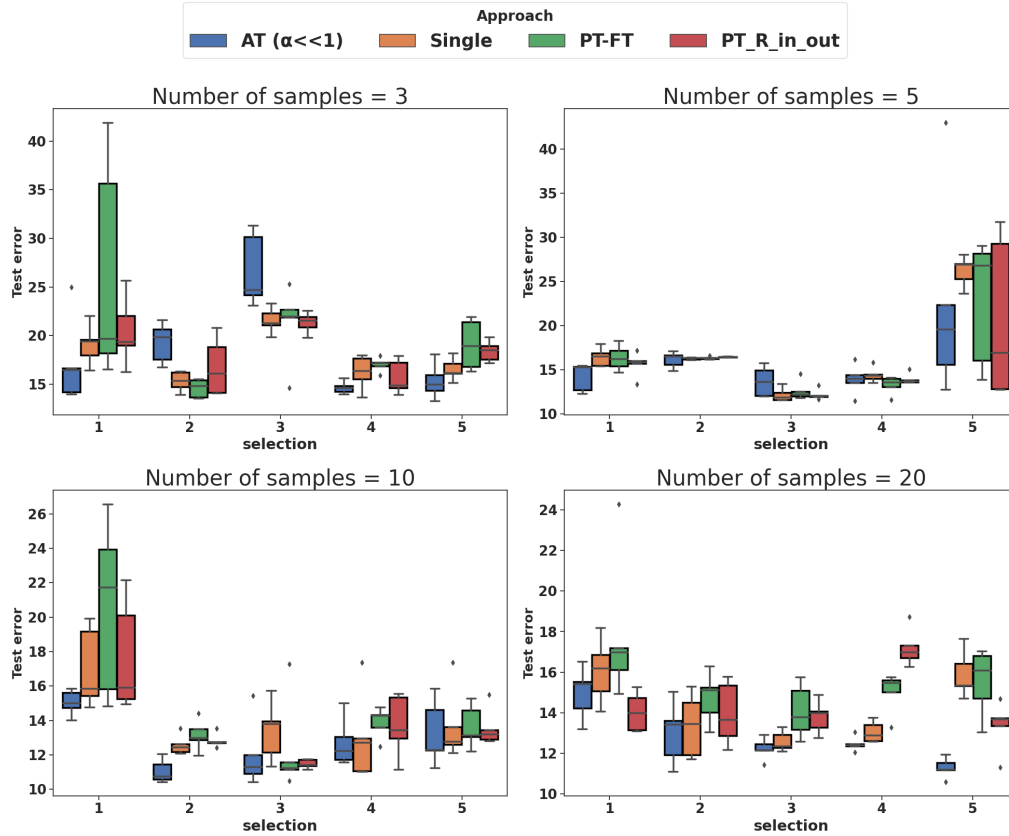 Approach
AT (α<<1) Single PT-FT PT_R_in_out
Number of samples = 3
Test error
40
35
30
25
20
15
1 2 3 4 5
selection
Number of samples = 5
Test error
40
35
30
25
20
15
10
1 2 3 4 5
selection
Number of samples = 10
Test error
26
24
22
20
18
16
14
12
10
1 2 3 4 5
selection
Number of samples = 20
Test error
24
22
20
18
16
14
12
10
1 2 3 4 5
selection